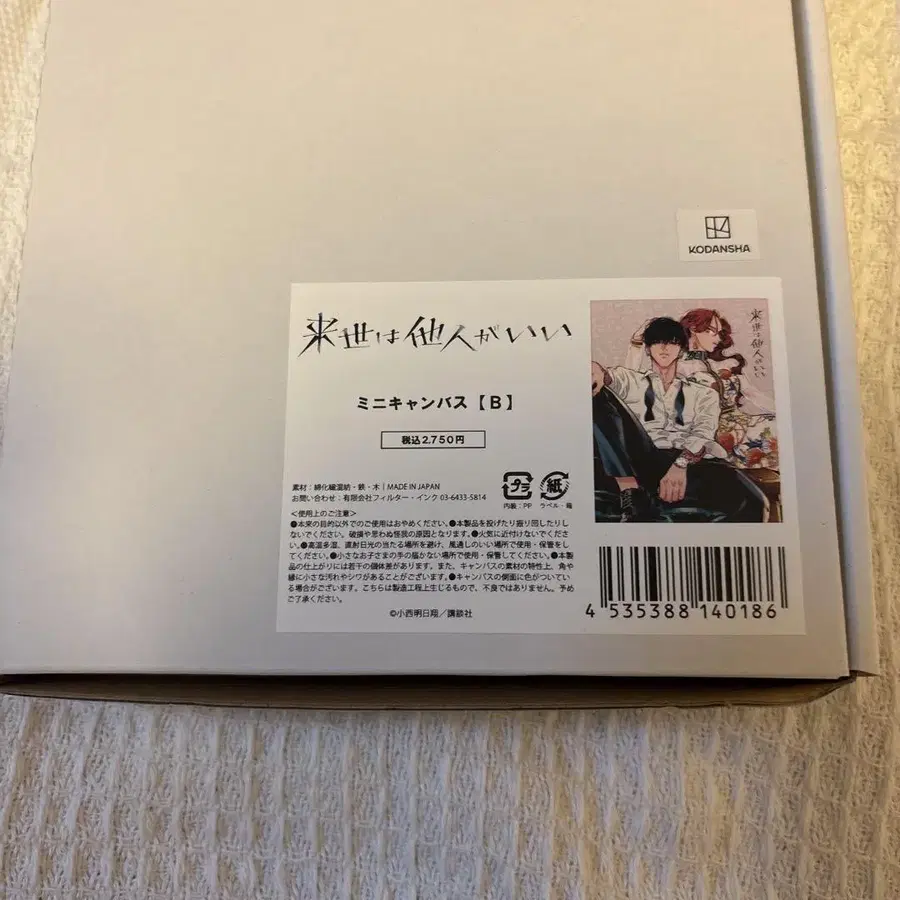 KODANSHA
来世は他人がいい
来世は他人がいい
ミニキャンバス【B】
税込2,750円
素材:綿化繊混紡・鉄・木|MADE IN JAPAN
お問い合わせ:有限会社フィルター・インク 03-6433-5814
プラ 紙
内装:PP ラベル・箱
<使用上のご注意>
●本来の目的以外でのご使用はおやめください。●本製品を投げたり振り回したりし
ないでください。破損や思わぬ怪我の原因となります。●火気に近付けないでくださ
い。●高温多湿、直射日光の当たる場所を避け、風通しのいい場所で使用・保管をして
ください。●小さなお子さまの手の届かない場所で使用・保管してください。●本製
品の仕上がりには若干の個体差があります。また、キャンバスの素材の特性上、角や
縁に小さな汚れやシワがあることがございます。●キャンバスの側面に色がついてい
る場合がございます。こちらは製造工程上生じるもので、不良ではありません。予め
ご了承ください。
©小西明日翔/講談社
4 535388 140186